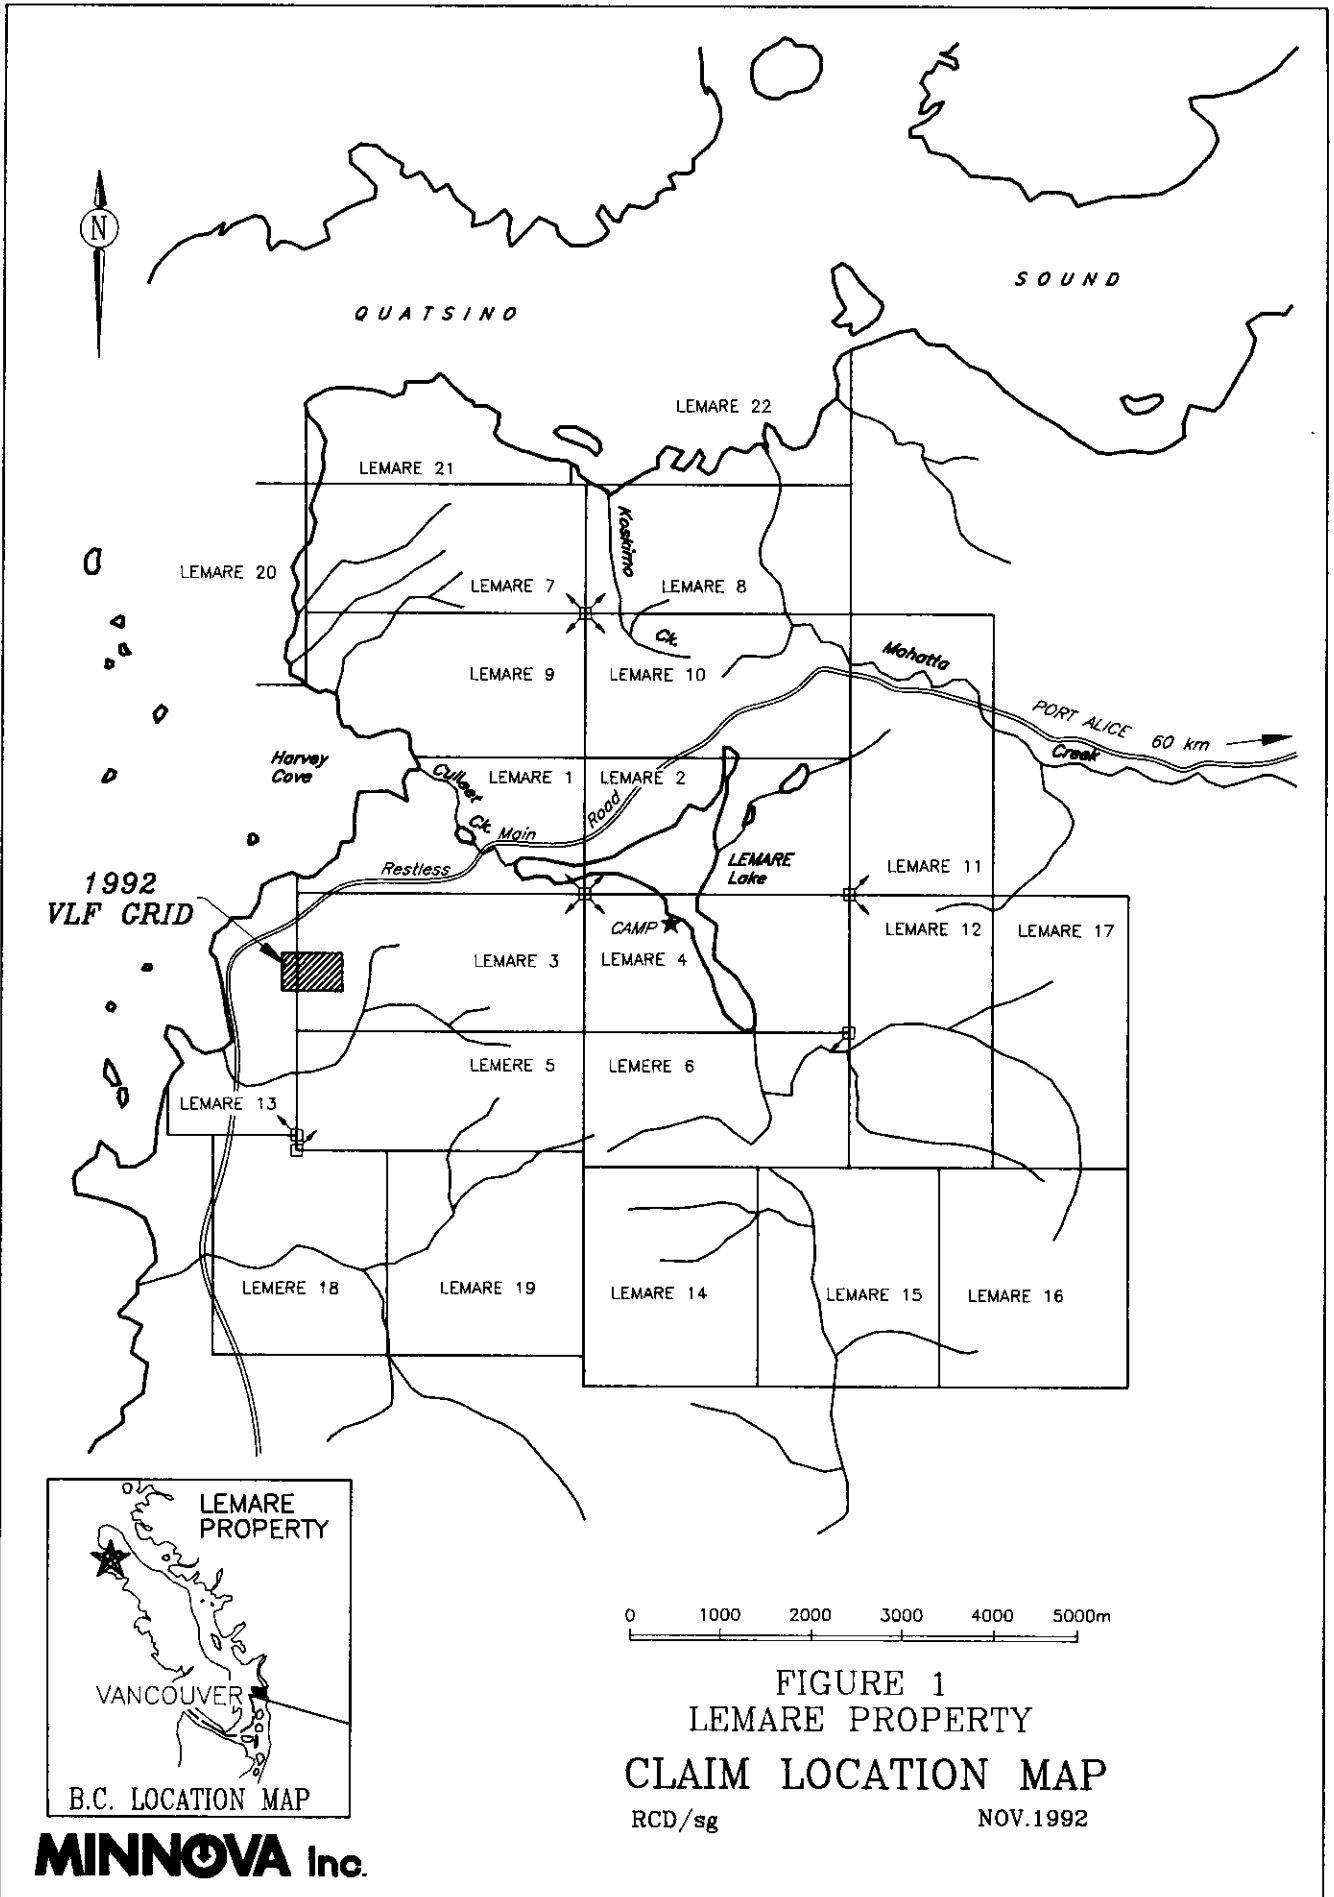 N
SOUND
QUATSINO
LEMARE 22
LEMARE 21
Koskimo
LEMARE 20
LEMARE 7
LEMARE 8
Ck.
Mahatta
LEMARE 9
LEMARE 10
PORT ALICE 60 km
Creek
Harvey
Cove
Culleet
Ck.
LEMARE 1
LEMARE 2
Restless
Main
Road
LEMARE
Lake
LEMARE 11
1992
VLF GRID
CAMP
LEMARE 12
LEMARE 17
LEMARE 3
LEMARE 4
LEMERE 5
LEMERE 6
LEMARE 13
LEMERE 18
LEMARE 19
LEMARE 14
LEMARE 15
LEMARE 16
LEMARE
PROPERTY
VANCOUVER
B.C. LOCATION MAP
0 1000 2000 3000 4000 5000m
FIGURE 1
LEMARE PROPERTY
CLAIM LOCATION MAP
RCD/sg NOV.1992
MINNOVA Inc.